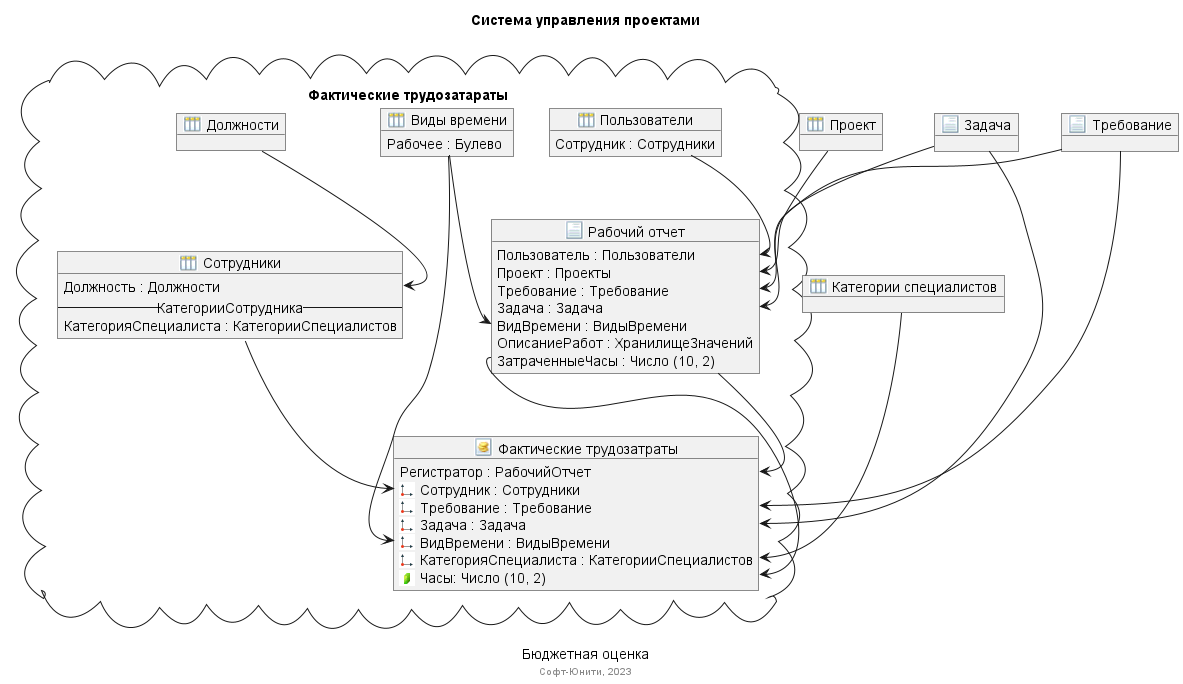 Система управления проектами
Фактические трудозатараты
Должности
Виды времени
Рабочее : Булево
Пользователи
Сотрудник : Сотрудники
Проект
Задача
Требование
Сотрудники
Должность : Должности
КатегорииСотрудника
КатегорияСпециалиста : КатегорииСпециалистов
Рабочий отчет
Пользователь : Пользователи
Проект : Проекты
Требование : Требование
Задача : Задача
ВидВремени : ВидыВремени
ОписаниеРабот : ХранилищеЗначений
ЗатраченныеЧасы : Число (10, 2)
Категории специалистов
Фактические трудозатраты
Регистратор : РабочийОтчет
Сотрудник : Сотрудники
Требование : Требование
Задача : Задача
ВидВремени : ВидыВремени
КатегорияСпециалиста : КатегорииСпециалистов
Часы: Число (10, 2)
Бюджетная оценка
Софт-Юнити, 2023